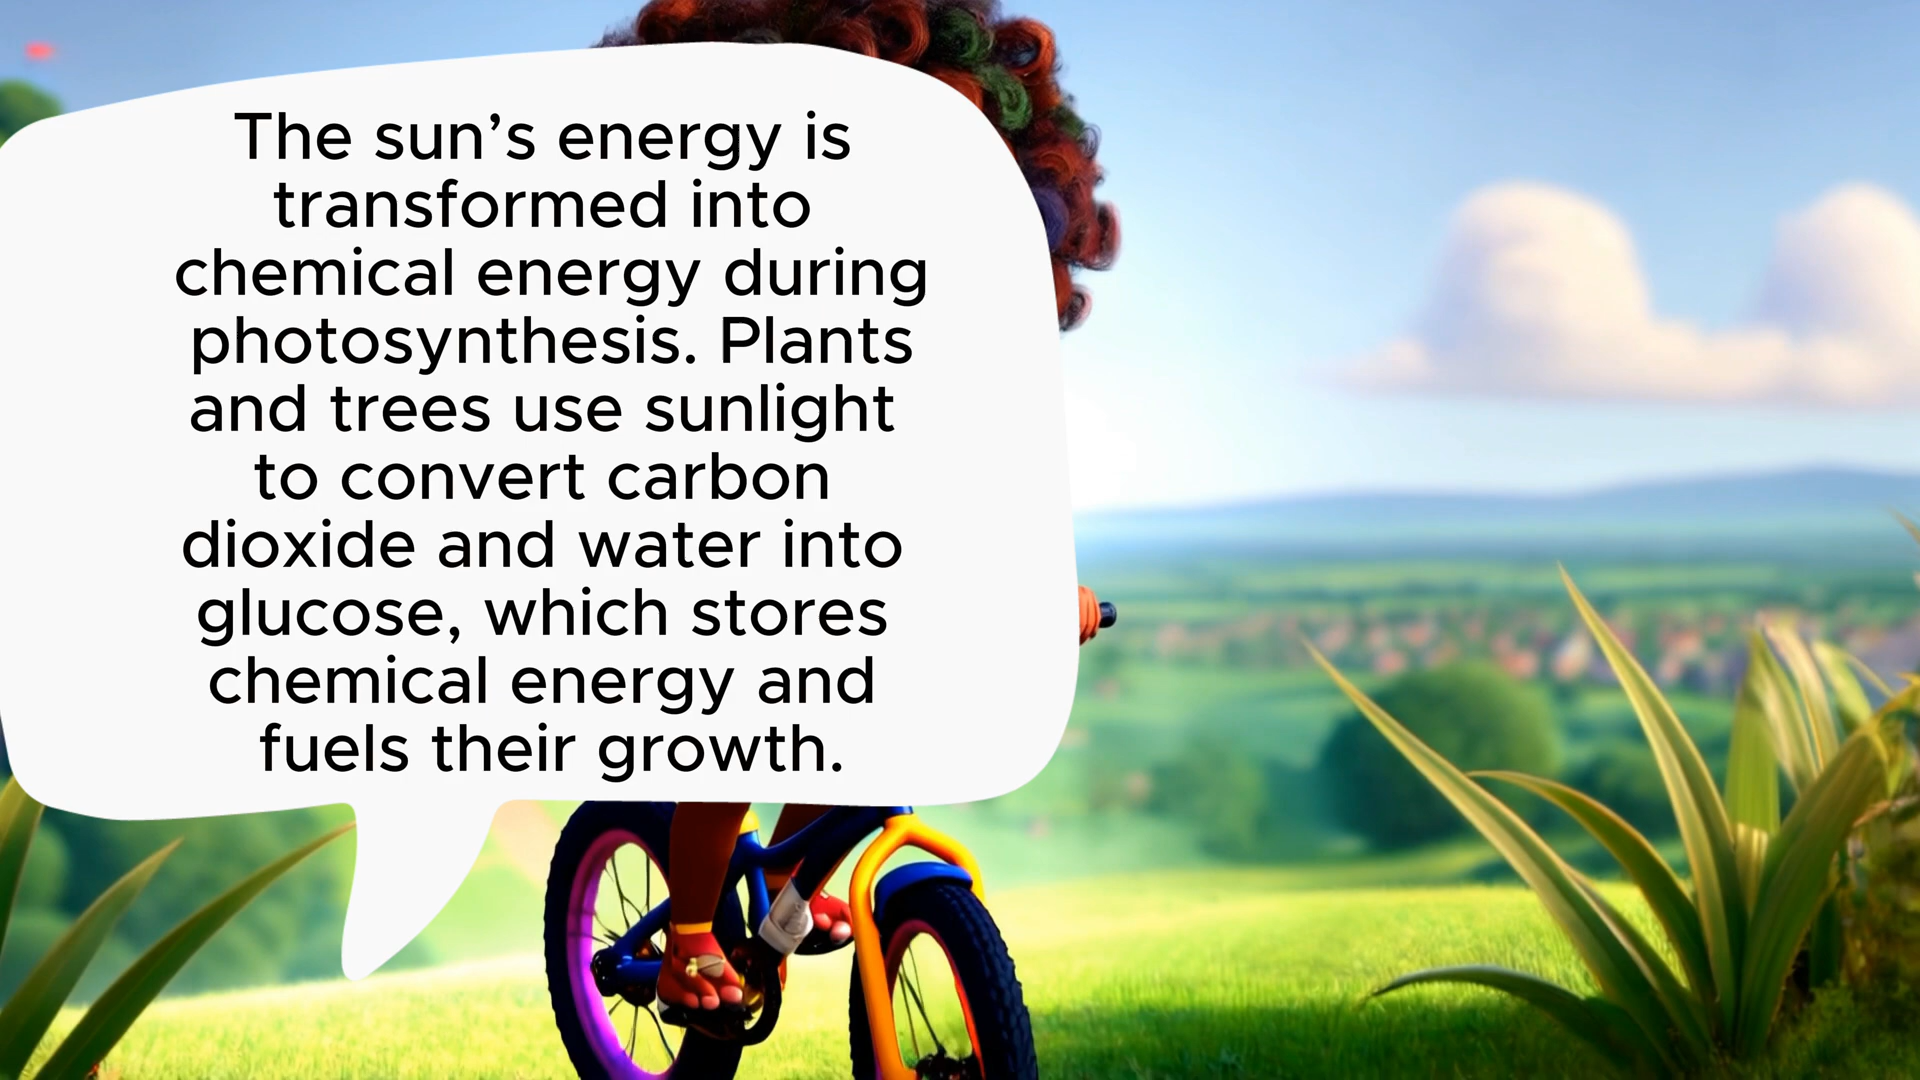 The sun’s energy is
transformed into
chemical energy during
photosynthesis. Plants
and trees use sunlight
to convert carbon
dioxide and water into
glucose, which stores
chemical energy and
fuels their growth.